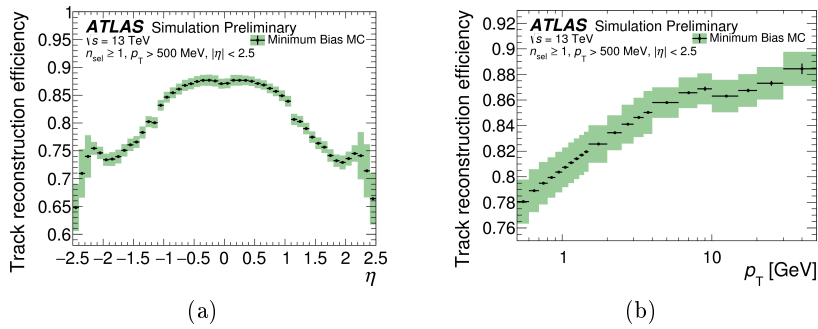 Track reconstruction efficiency
1
0.95
0.9
0.85
0.8
0.75
0.7
0.65
0.6
ATLAS Simulation Preliminary
√s = 13 TeV
n_sel ≥ 1, p_T > 500 MeV, |η| < 2.5
Minimum Bias MC
−2.5 −2 −1.5 −1 −0.5 0 0.5 1 1.5 2 2.5
η
(a)
Track reconstruction efficiency
0.92
0.9
0.88
0.86
0.84
0.82
0.8
0.78
0.76
ATLAS Simulation Preliminary
√s = 13 TeV
n_sel ≥ 1, p_T > 500 MeV, |η| < 2.5
Minimum Bias MC
1 10
p_T [GeV]
(b)